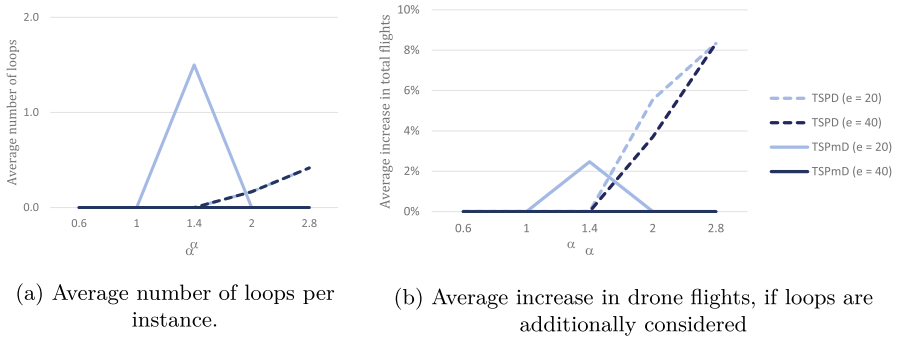 Average number of loops
2.0
1.0
0.0
0.6 1 1.4 2 2.8
α
α
(a) Average number of loops per
instance.
Average increase in total flights
10%
8%
6%
4%
2%
0%
0.6 1 1.4 2 2.8
α
α
TSPD (e = 20)
TSPD (e = 40)
TSPmD (e = 20)
TSPmD (e = 40)
(b) Average increase in drone flights, if loops are
additionally considered